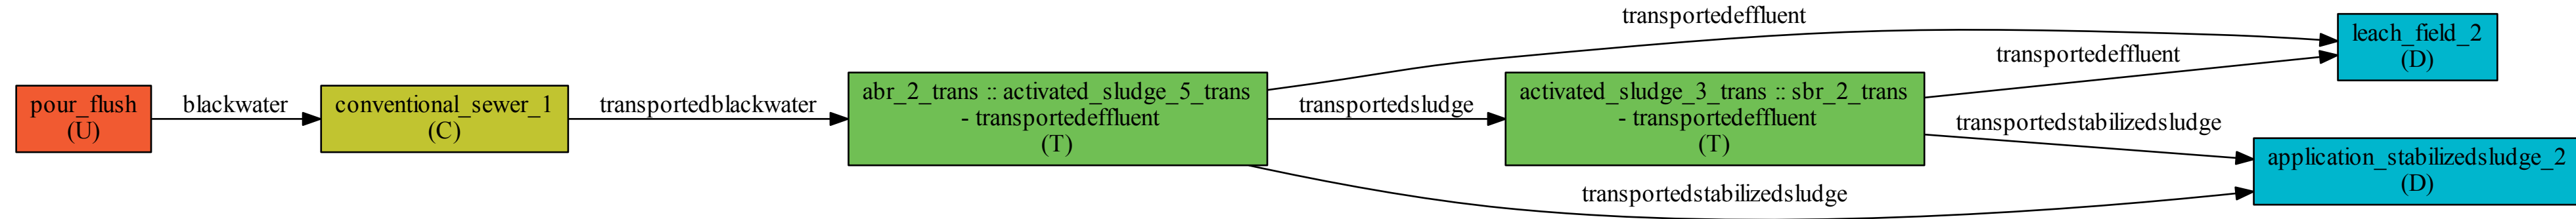 pour_flush
(U)
blackwater
conventional_sewer_1
(C)
transportedblackwater
abr_2_trans :: activated_sludge_5_trans
- transportedeffluent
(T)
transportedeffluent
transportedsludge
transportedstabilizedsludge
activated_sludge_3_trans :: sbr_2_trans
- transportedeffluent
(T)
transportedeffluent
transportedstabilizedsludge
leach_field_2
(D)
application_stabilizedsludge_2
(D)